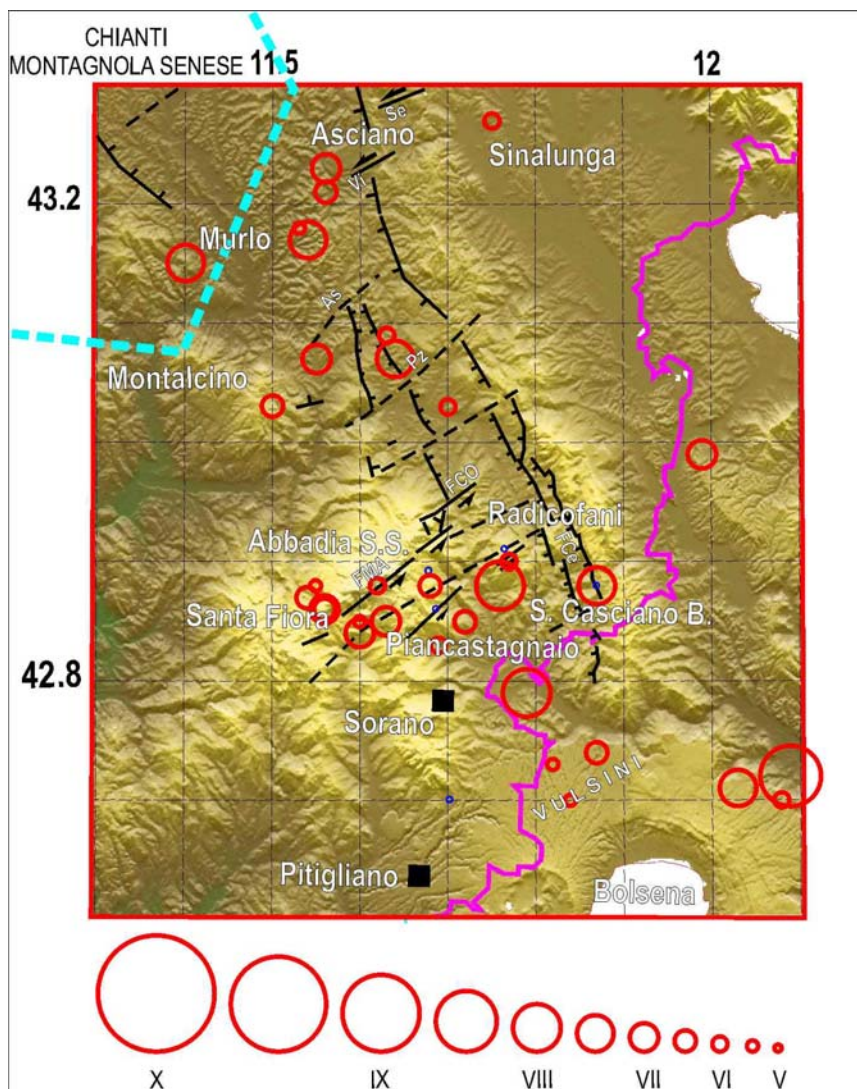 CHIANTI
MONTAGNOLA SENESE 11.5 12
Se
Asciano
Sinalunga
Vi
43.2
Murlo
As
Pz
Montalcino
FCO
Radicofani
Abbadia S.S.
FCe
FMA
Santa Fiora
S. Casciano B.
Piancastagnaio
42.8
Sorano
VULSINI
Pitigliano
Bolsena
X IX VIII VII VI V